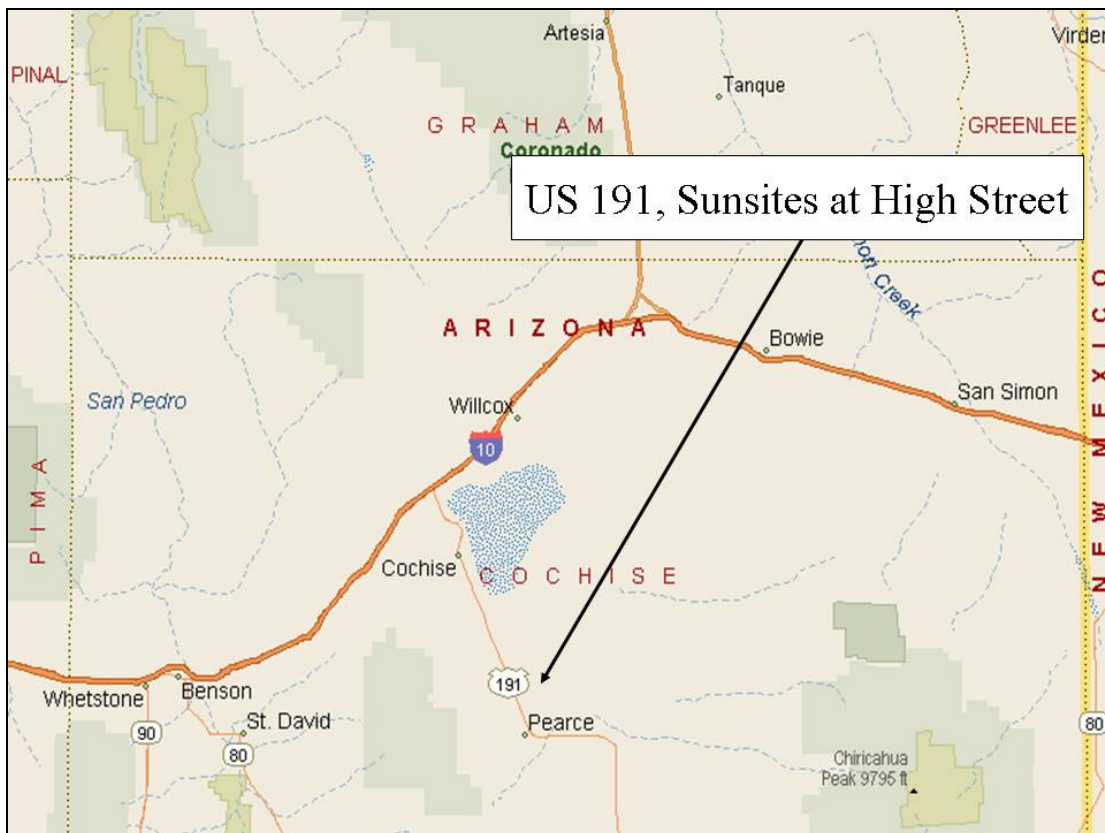 Artesia
Virden
PINAL
Tanque
GRAHAM
GREENLEE
Coronado
US 191, Sunsites at High Street
Creek
ARIZONA
Bowie
San Pedro
San Simon
Willcox
10
NEW MEXICO
PIMA
Cochise
COCHISE
191
Whetstone
Benson
St. David
Pearce
90
80
80
Chiricahua
Peak 9795 ft